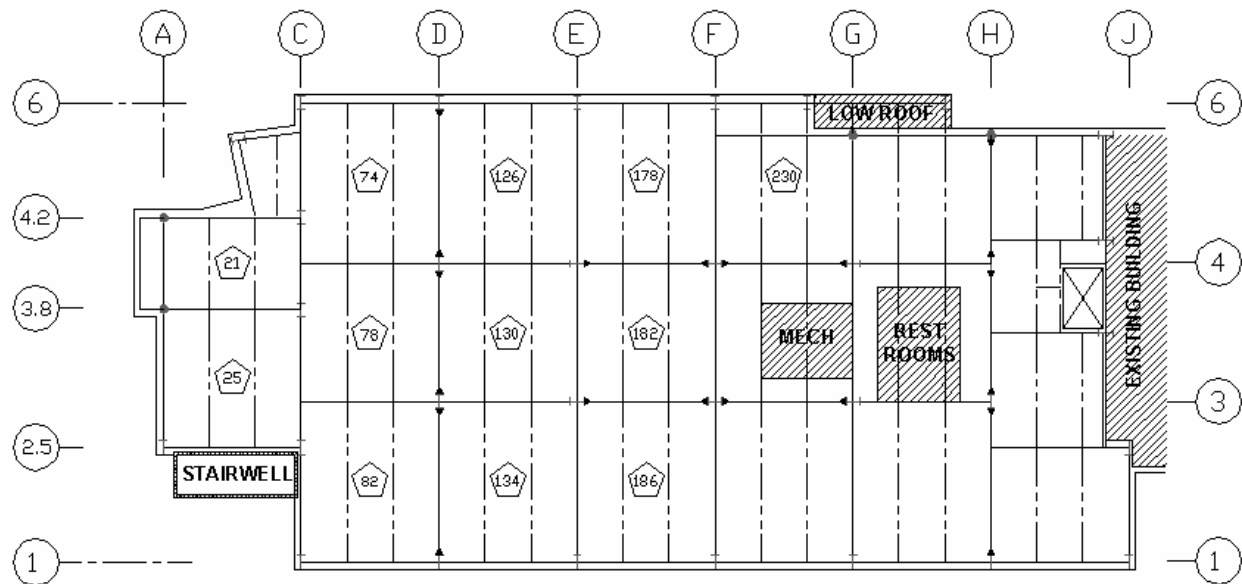 A C D E F G H J
6 LOW ROOF 6
74 126 178 230
4.2
21 4
3.8
78 130 182 MECH REST
ROOMS
EXISTING BUILDING
25 3
2.5
STAIRWELL 82 134 186
1 1